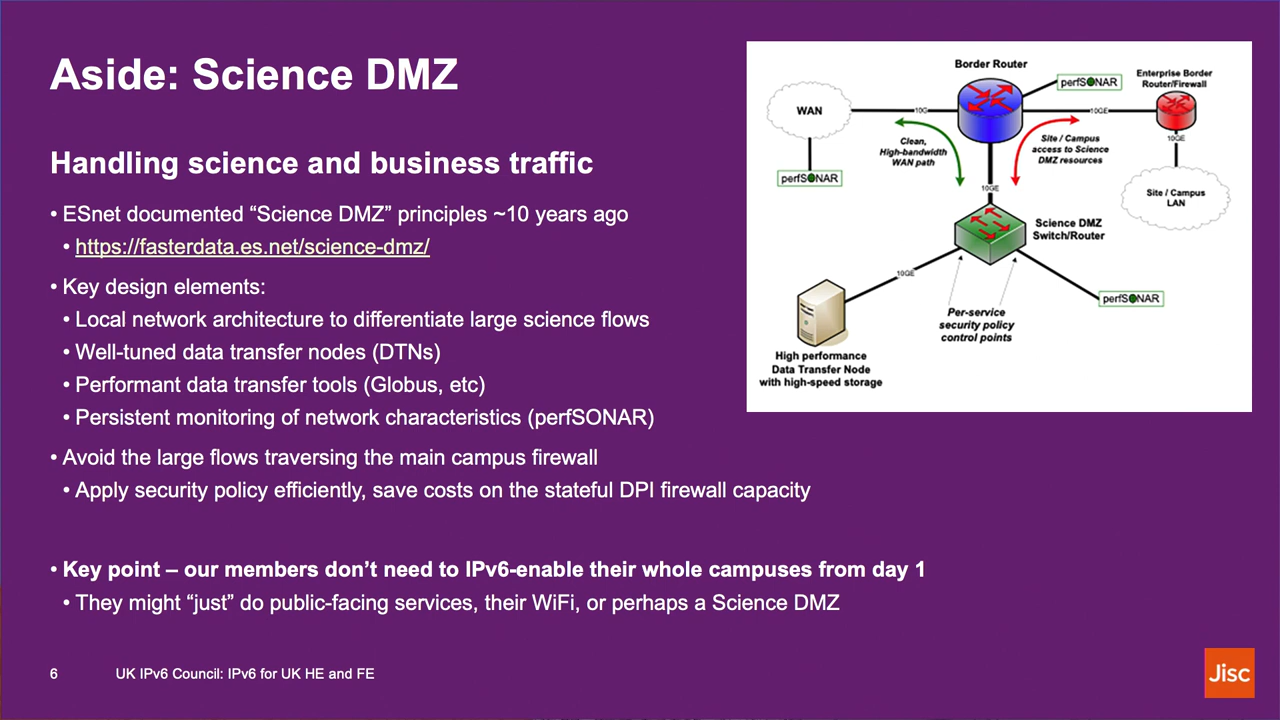 Aside: Science DMZ
Handling science and business traffic
• ESnet documented “Science DMZ” principles ~10 years ago
• https://fasterdata.es.net/science-dmz/
• Key design elements:
• Local network architecture to differentiate large science flows
• Well-tuned data transfer nodes (DTNs)
• Performant data transfer tools (Globus, etc)
• Persistent monitoring of network characteristics (perfSONAR)
• Avoid the large flows traversing the main campus firewall
• Apply security policy efficiently, save costs on the stateful DPI firewall capacity
• Key point – our members don’t need to IPv6-enable their whole campuses from day 1
• They might “just” do public-facing services, their WiFi, or perhaps a Science DMZ
Border Router
perfSONAR
Enterprise Border
Router/Firewall
WAN
10G
10GE
10GE
Clean,
High-bandwidth
WAN path
Site / Campus
access to Science
DMZ resources
perfSONAR
10GE
Site / Campus
LAN
Science DMZ
Switch/Router
10GE
perfSONAR
Per-service
security policy
control points
High performance
Data Transfer Node
with high-speed storage
6
UK IPv6 Council: IPv6 for UK HE and FE
Jisc